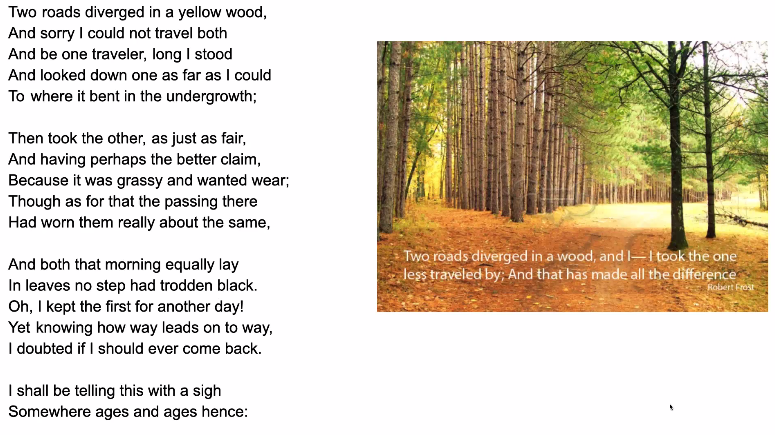 Two roads diverged in a yellow wood,
And sorry I could not travel both
And be one traveler, long I stood
And looked down one as far as I could
To where it bent in the undergrowth;
Then took the other, as just as fair,
And having perhaps the better claim,
Because it was grassy and wanted wear;
Though as for that the passing there
Had worn them really about the same,
And both that morning equally lay
In leaves no step had trodden black.
Oh, I kept the first for another day!
Yet knowing how way leads on to way,
I doubted if I should ever come back.
I shall be telling this with a sigh
Somewhere ages and ages hence:
Two roads diverged in a wood, and I— I took the one
less traveled by; And that has made all the difference
Robert Frost